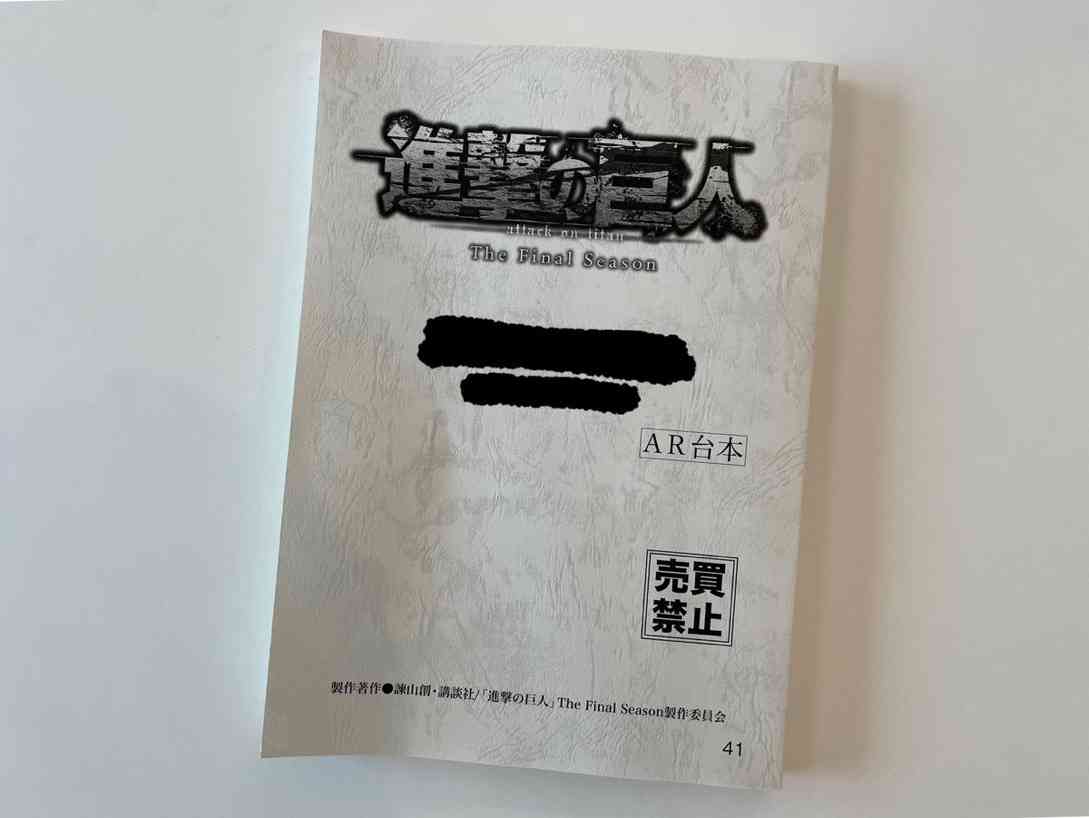 進撃の巨人
attack on titan
The Final Season
AR台本
売買
禁止
製作著作●諫山創・講談社/「進撃の巨人」The Final Season製作委員会
41